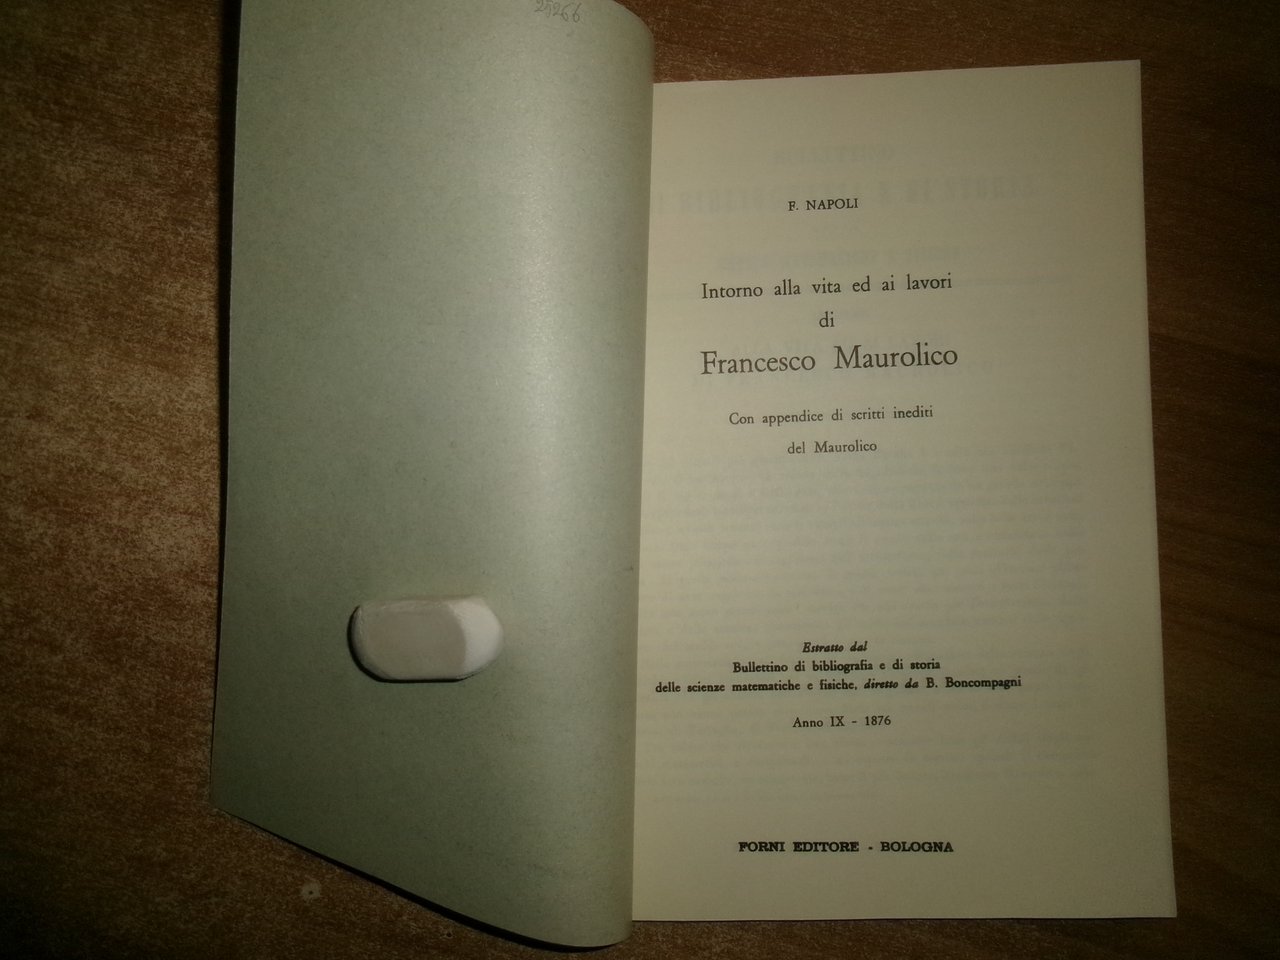 25266
F. NAPOLI
Intorno alla vita ed ai lavori
di
Francesco Maurolico
Con appendice di scritti inediti
del Maurolico
Estratto dal
Bullettino di bibliografia e di storia
delle scienze matematiche e fisiche, diretto da B. Boncompagni
Anno IX - 1876
FORNI EDITORE - BOLOGNA